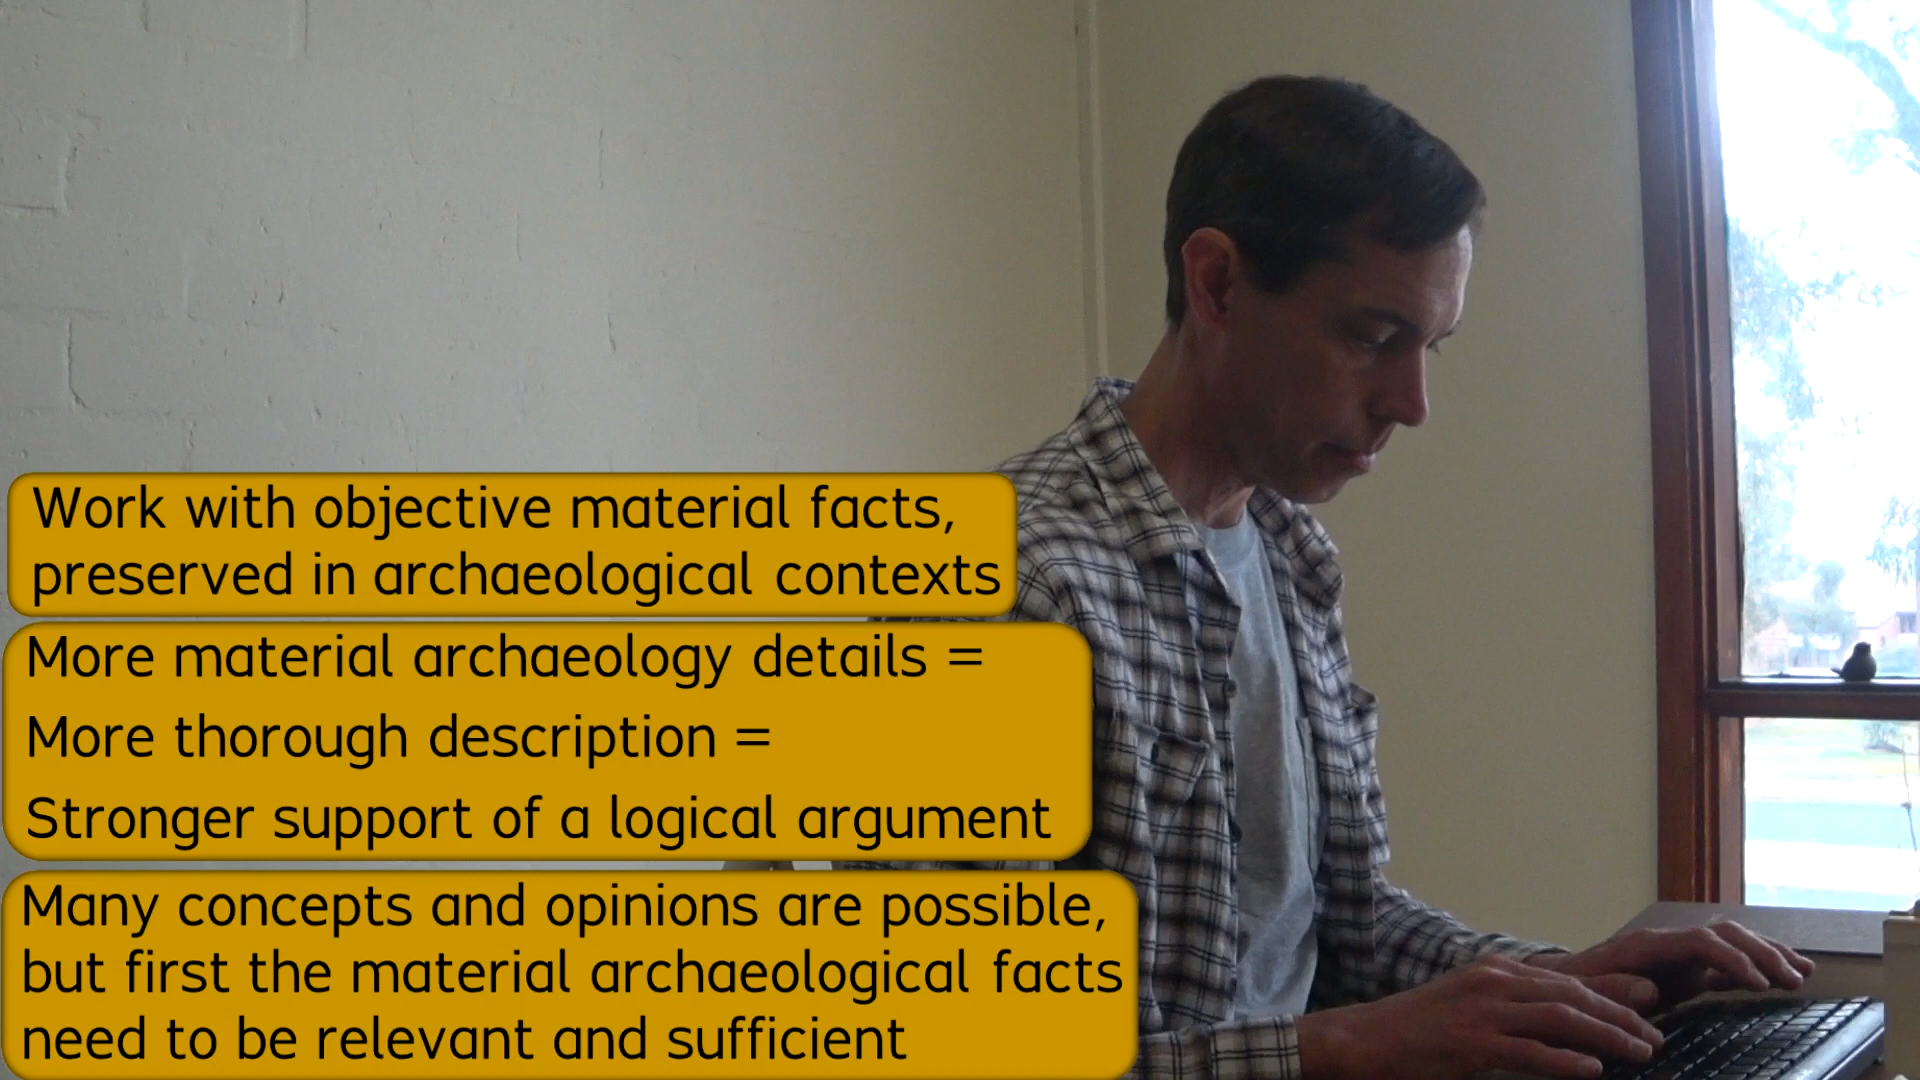 Work with objective material facts,
preserved in archaeological contexts
More material archaeology details =
More thorough description =
Stronger support of a logical argument
Many concepts and opinions are possible,
but first the material archaeological facts
need to be relevant and sufficient